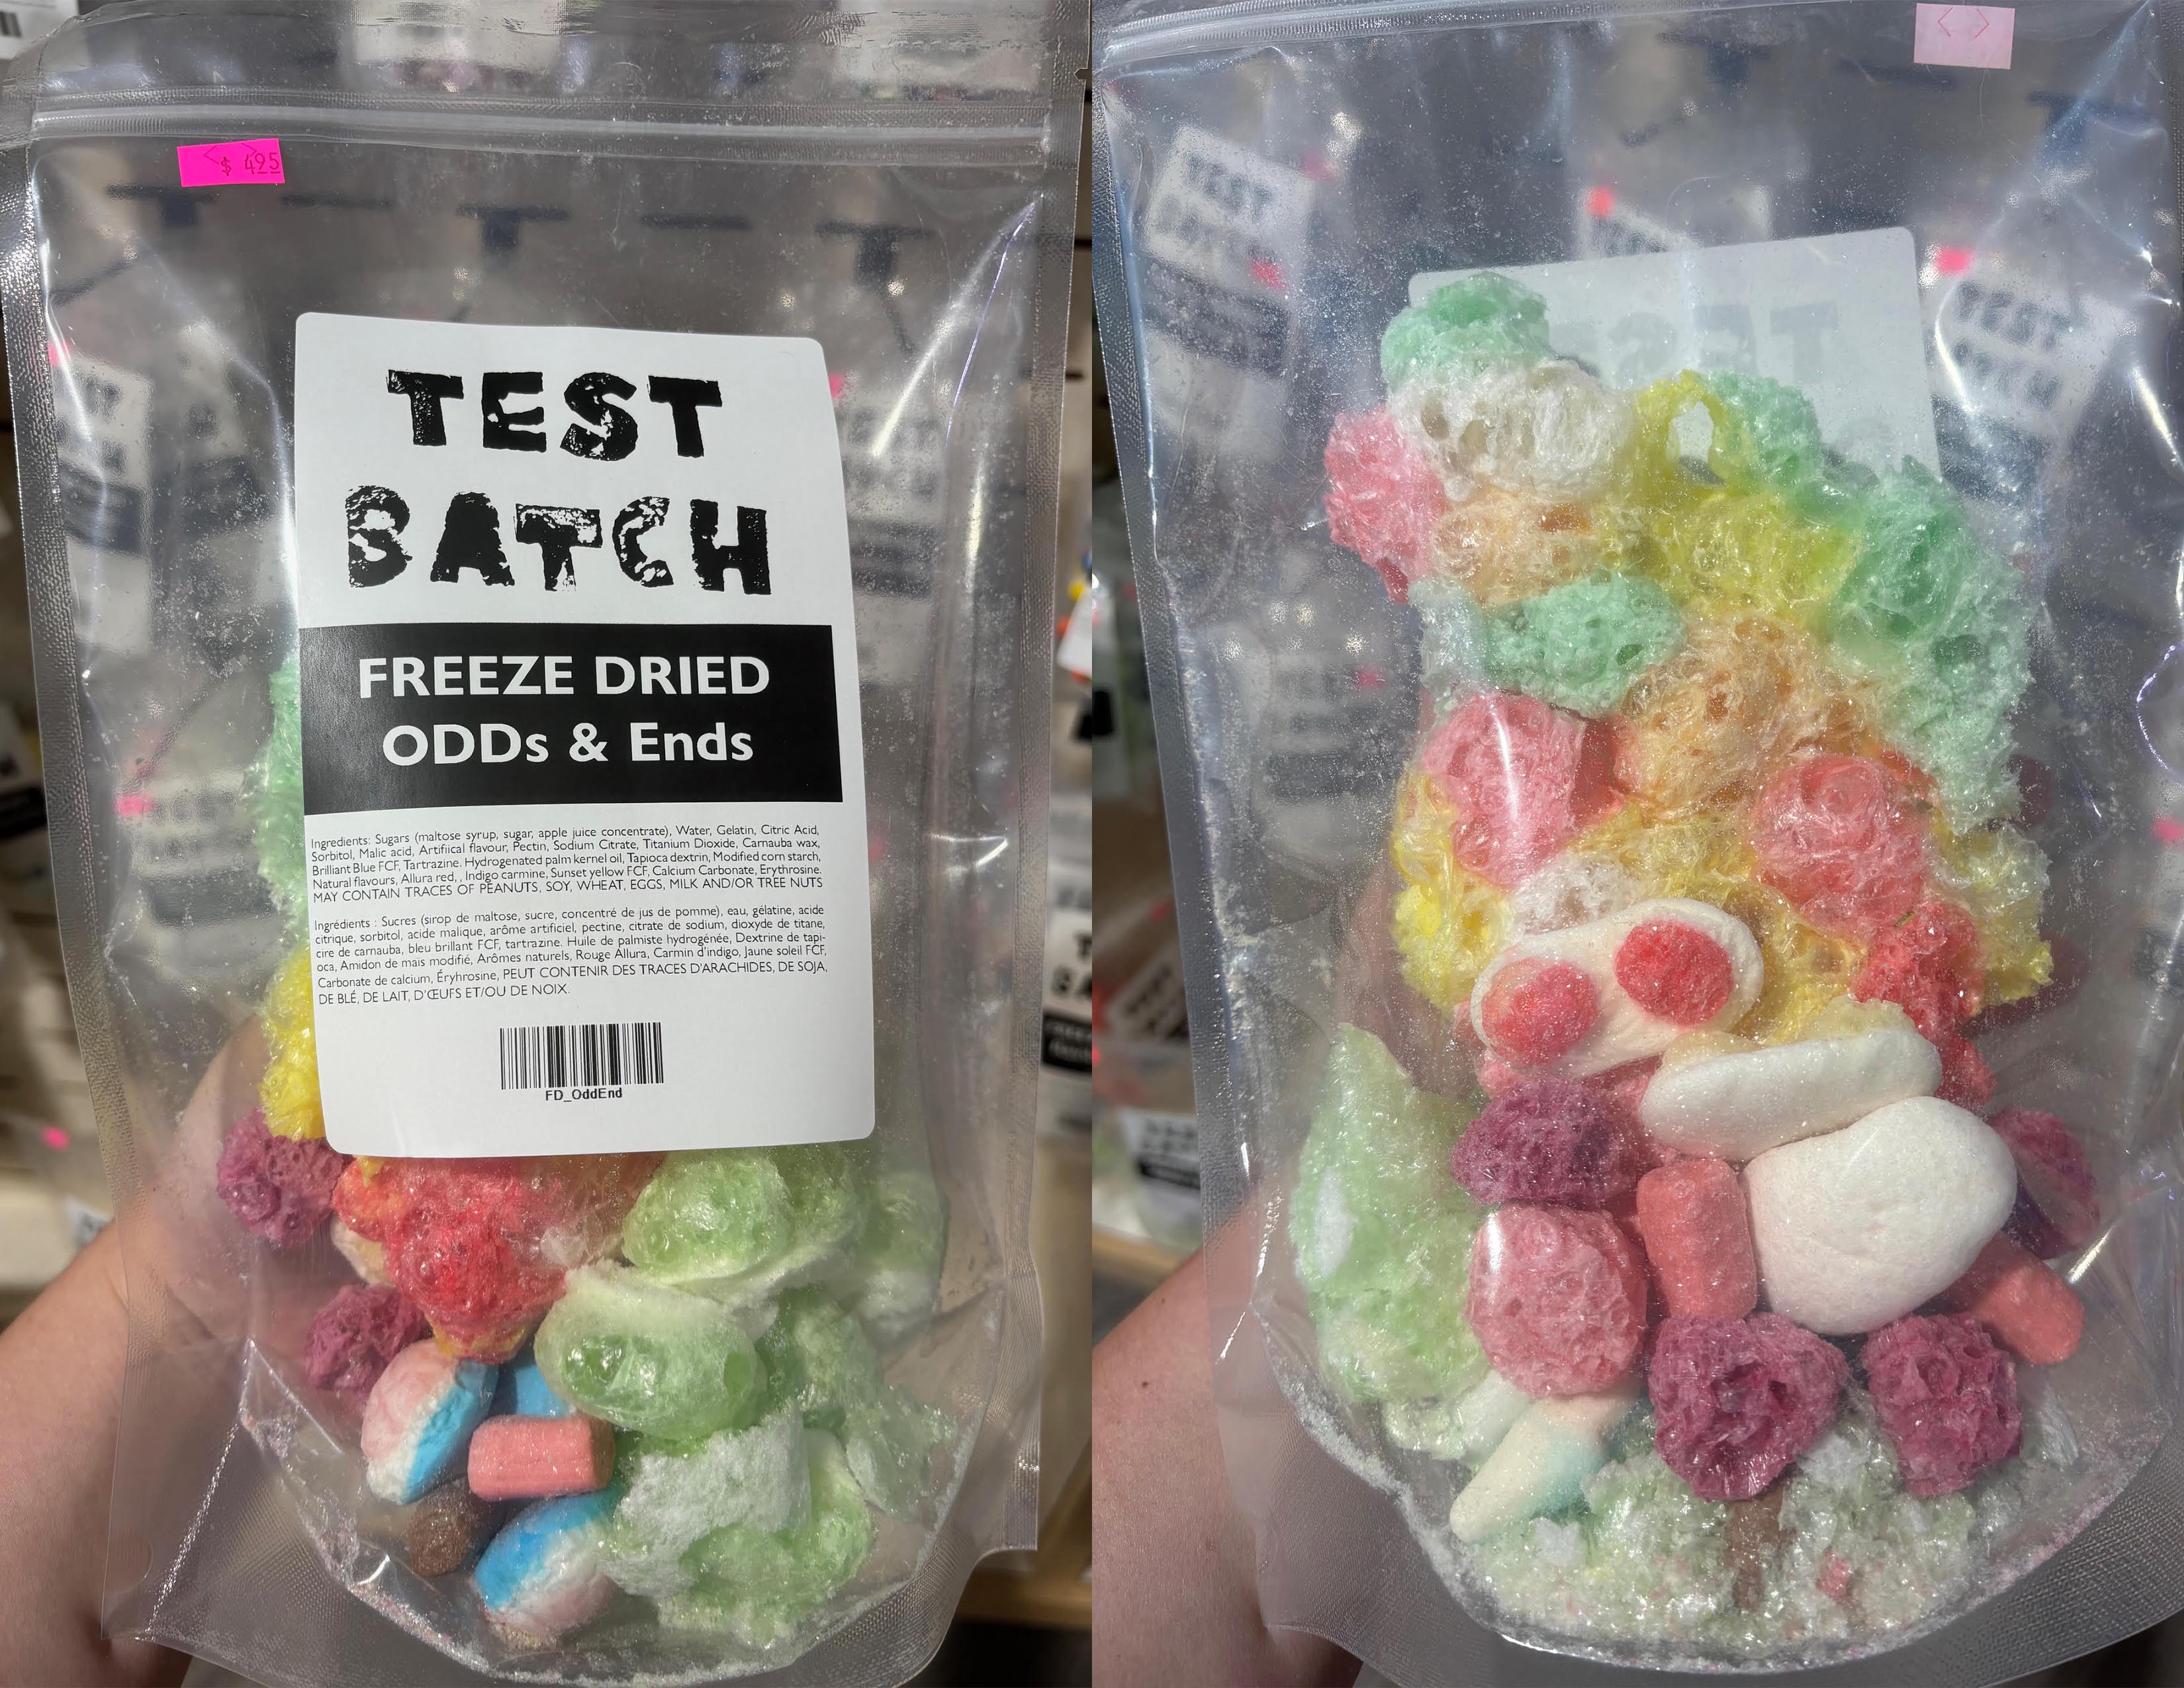 $ 495
TEST
BATCH
FREEZE DRIED
ODDs & Ends
Ingredients: Sugars (maltose syrup, sugar, apple juice concentrate), Water, Gelatin, Citric Acid,
Sorbitol, Malic acid, Artifiical flavour, Pectin, Sodium Citrate, Titanium Dioxide, Carnauba wax,
Brilliant Blue FCF, Tartrazine. Hydrogenated palm kernel oil, Tapioca dextrin, Modified corn starch,
Natural flavours, Allura red, , Indigo carmine, Sunset yellow FCF, Calcium Carbonate, Erythrosine.
MAY CONTAIN TRACES OF PEANUTS, SOY, WHEAT, EGGS, MILK AND/OR TREE NUTS
Ingrédients : Sucres (sirop de maltose, sucre, concentré de jus de pomme), eau, gélatine, acide
citrique, sorbitol, acide malique, arôme artificiel, pectine, citrate de sodium, dioxyde de titane,
cire de carnauba, bleu brillant FCF, tartrazine. Huile de palmiste hydrogénée, Dextrine de tapi-
oca, Amidon de mais modifié, Arômes naturels, Rouge Allura, Carmin d'indigo, Jaune soleil FCF,
Carbonate de calcium, Éryhrosine, PEUT CONTENIR DES TRACES D'ARACHIDES, DE SOJA,
DE BLÉ, DE LAIT, D'ŒUFS ET/OU DE NOIX.
FD_OddEnd
TEST
BATCH
TEST
TEST
BATCH